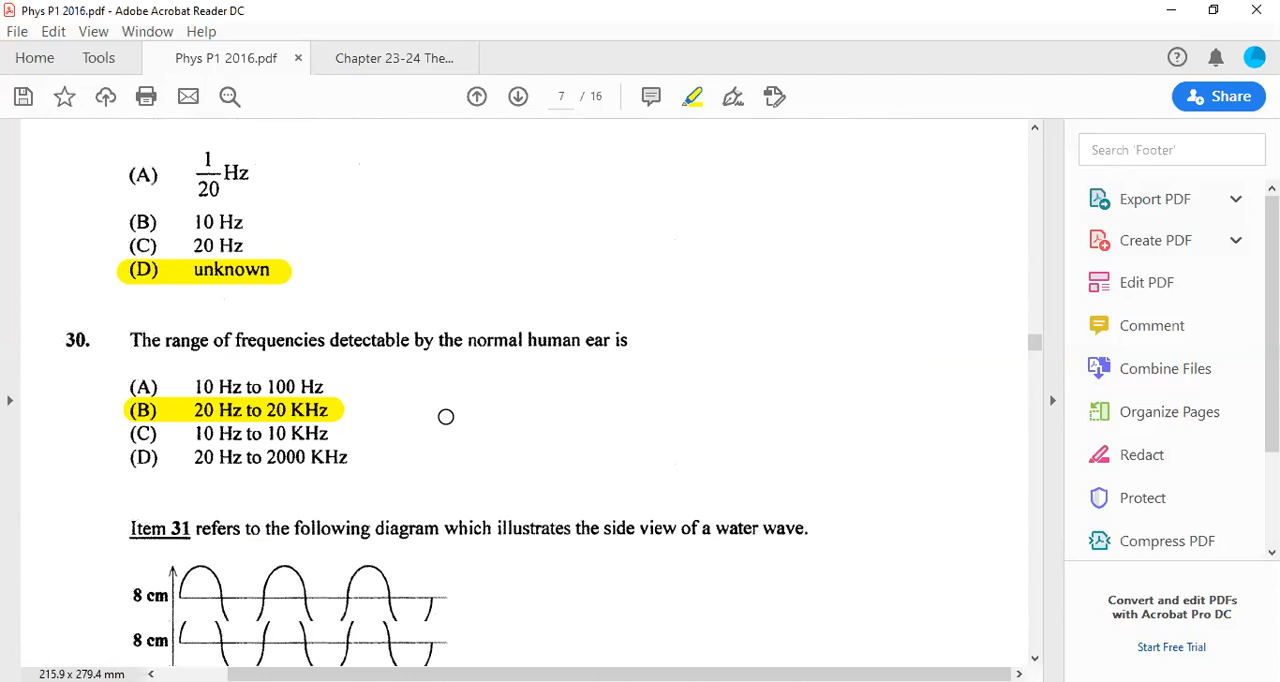 Phys P1 2016.pdf - Adobe Acrobat Reader DC
File Edit View Window Help
Home Tools Phys P1 2016.pdf × Chapter 23-24 The...
7 / 16
Share
(A) 1/20 Hz
(B) 10 Hz
(C) 20 Hz
(D) unknown
30. The range of frequencies detectable by the normal human ear is
(A) 10 Hz to 100 Hz
(B) 20 Hz to 20 KHz
(C) 10 Hz to 10 KHz
(D) 20 Hz to 2000 KHz
Item 31 refers to the following diagram which illustrates the side view of a water wave.
8 cm
8 cm
215.9 x 279.4 mm
Search 'Footer'
Export PDF
Create PDF
Edit PDF
Comment
Combine Files
Organize Pages
Redact
Protect
Compress PDF
Convert and edit PDFs
with Acrobat Pro DC
Start Free Trial